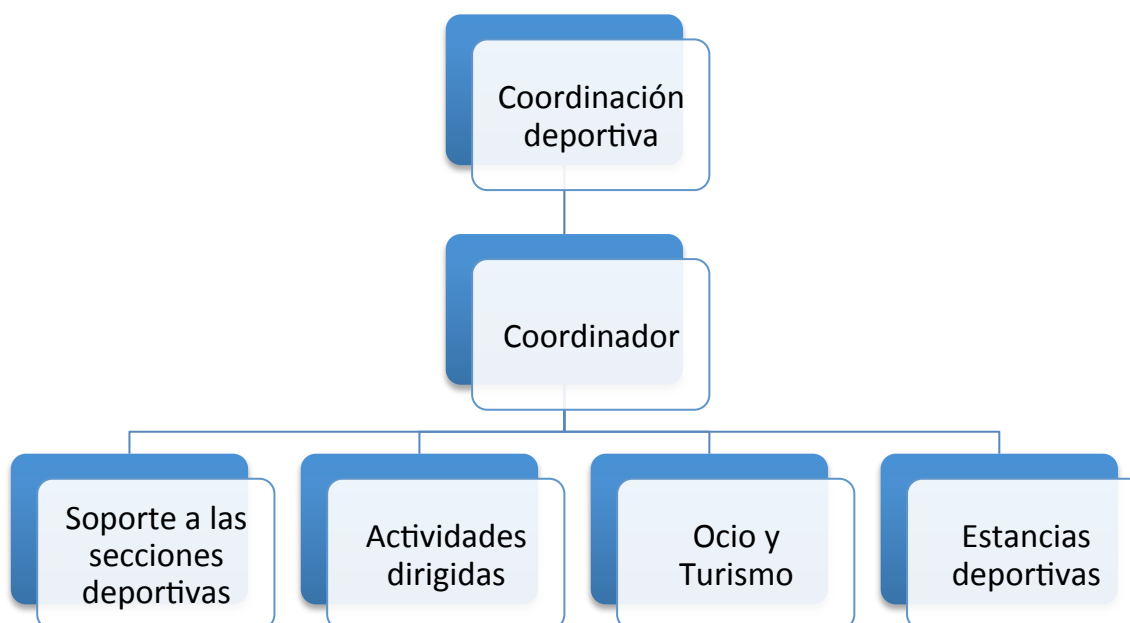 Coordinación
deportiva
Coordinador
Soporte a las
secciones
deportivas
Actividades
dirigidas
Ocio y
Turismo
Estancias
deportivas